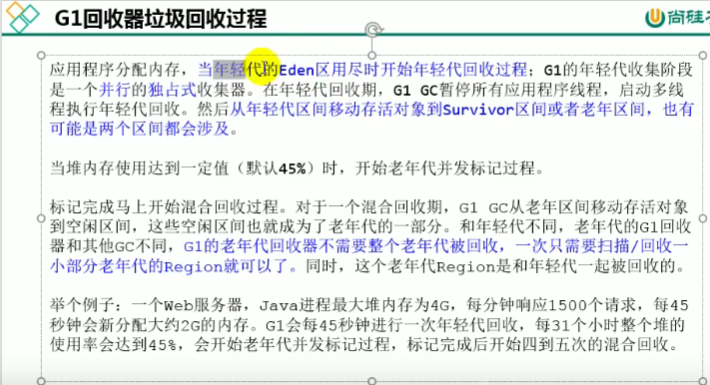 G1回收器垃圾回收过程
尚硅
应用程序分配内存，当年轻代的Eden区用尽时开始年轻代回收过程；G1的年轻代收集阶段
是一个并行的独占式收集器。在年轻代回收期，G1 GC暂停所有应用程序线程，启动多线
程执行年轻代回收。然后从年轻代区间移动存活对象到Survivor区间或者老年区间，也有
可能是两个区间都会涉及。
当堆内存使用达到一定值（默认45%）时，开始老年代并发标记过程。
标记完成马上开始混合回收过程。对于一个混合回收期，G1 GC从老年区间移动存活对象
到空闲区间，这些空闲区间也就成为了老年代的一部分。和年轻代不同，老年代的G1回收
器和其他GC不同，G1的老年代回收器不需要整个老年代被回收，一次只需要扫描/回收一
小部分老年代的Region就可以了。同时，这个老年代Region是和年轻代一起被回收的。
举个例子：一个Web服务器，Java进程最大堆内存为4G，每分钟响应1500个请求，每45
秒钟会新分配大约2G的内存。G1会每45秒钟进行一次年轻代回收，每31个小时整个堆的
使用率会达到45%，会开始老年代并发标记过程，标记完成后开始四到五次的混合回收。